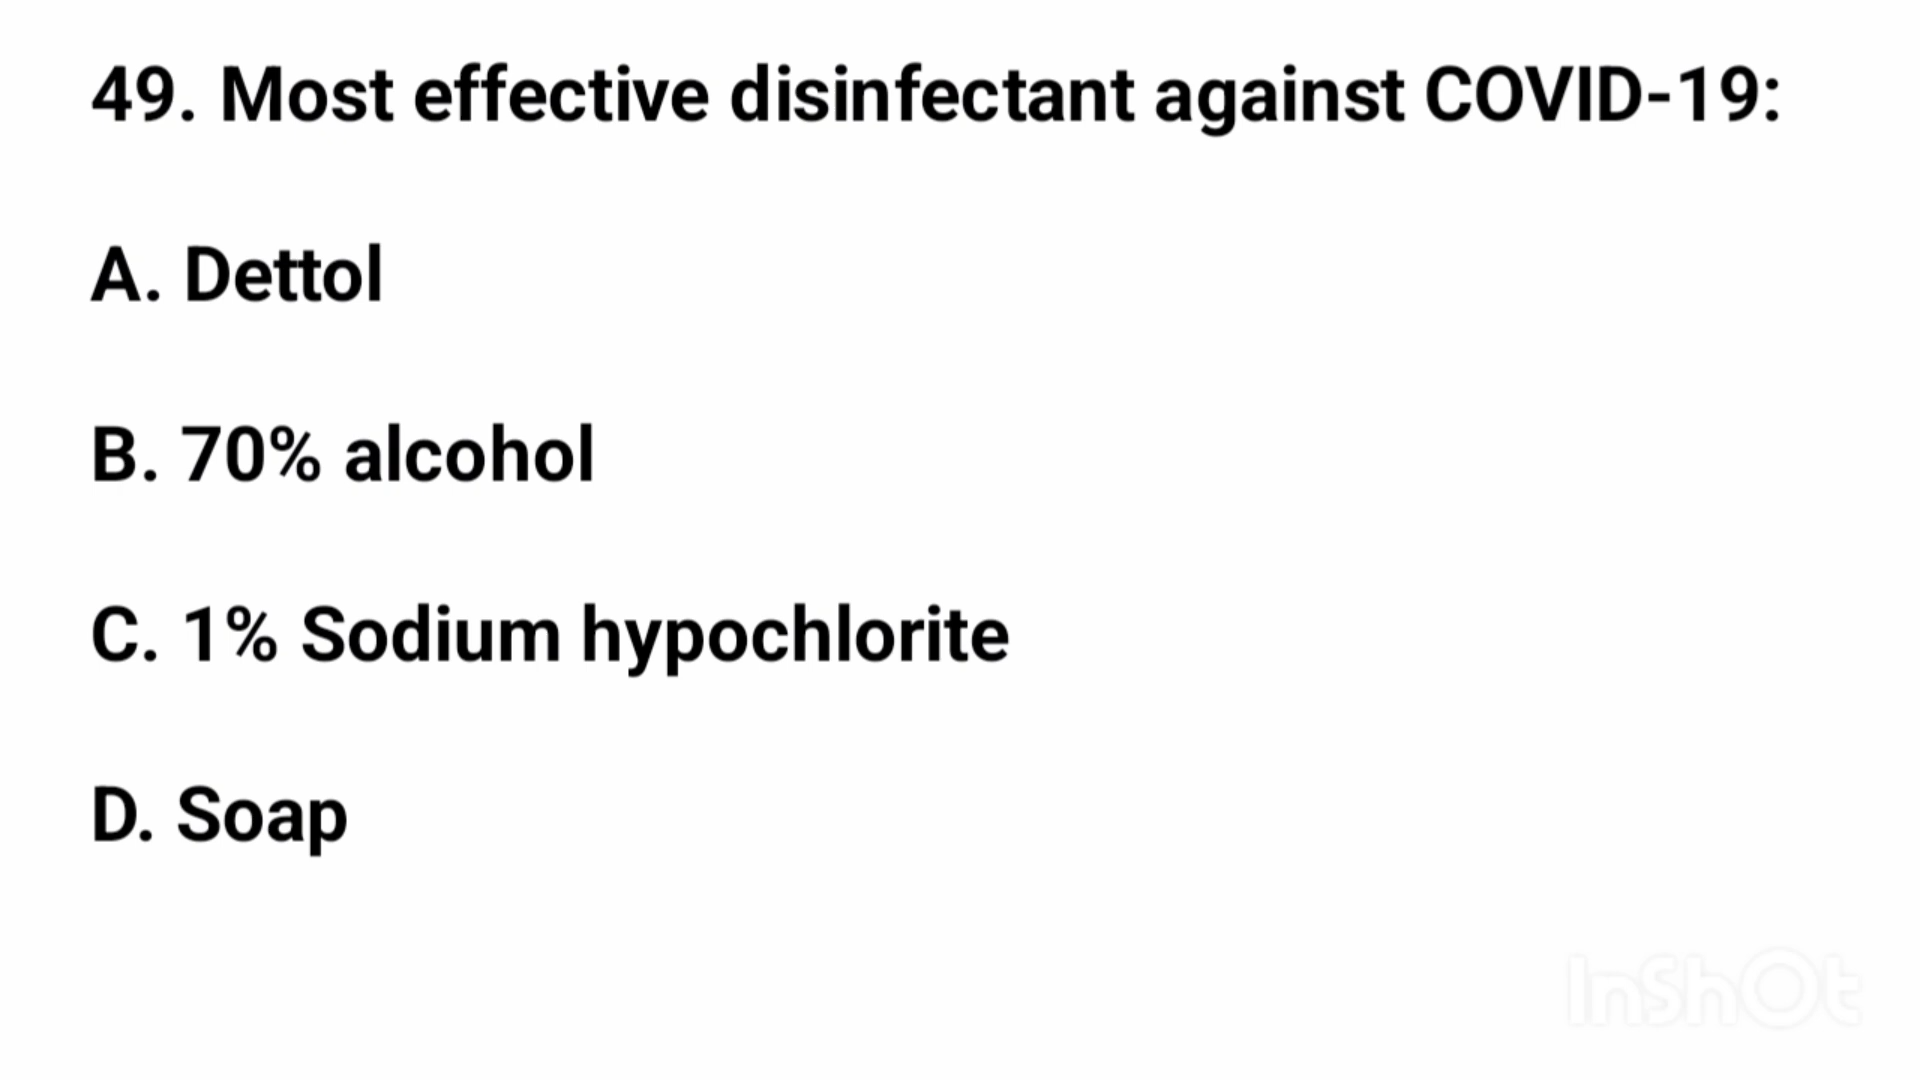 49. Most effective disinfectant against COVID-19:
A. Dettol
B. 70% alcohol
C. 1% Sodium hypochlorite
D. Soap
InShOt